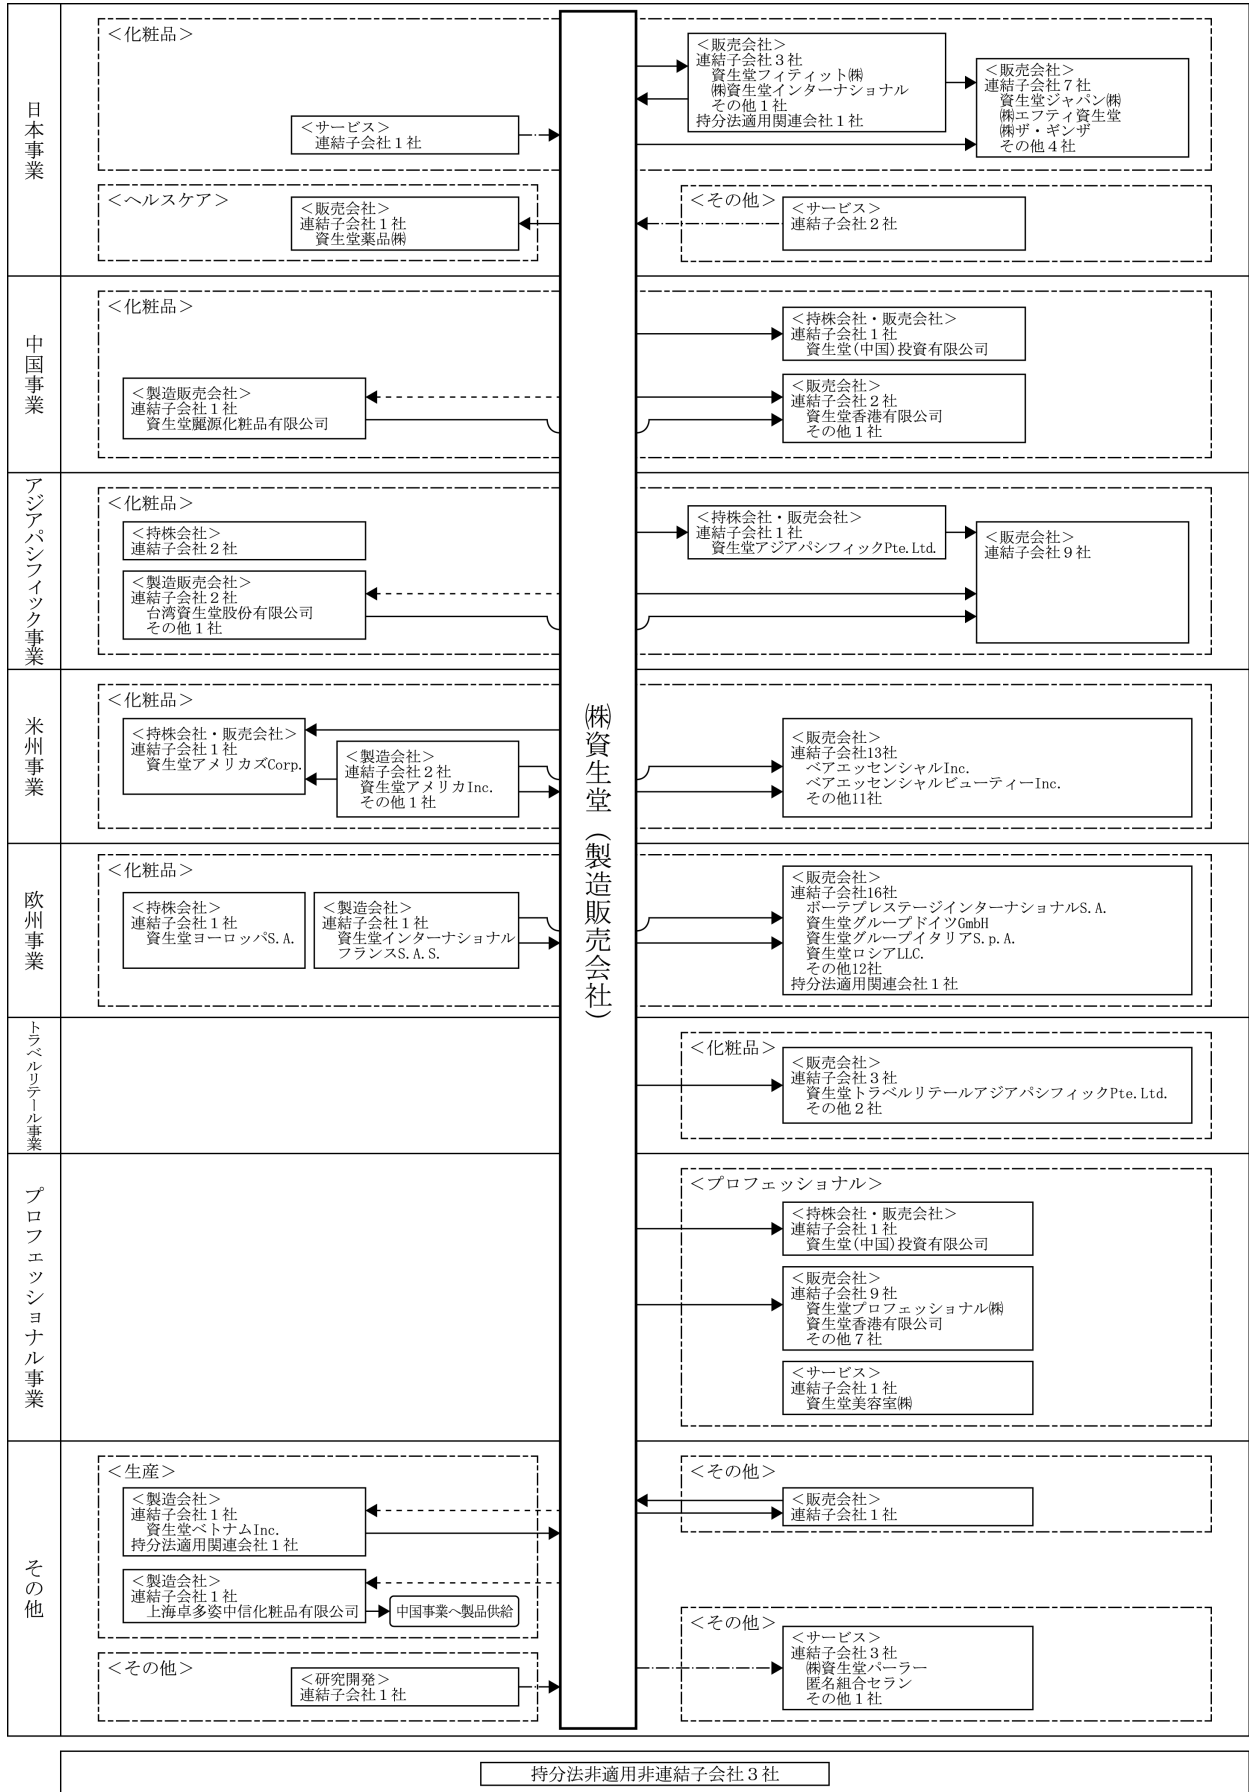 日本事業
＜化粧品＞
＜サービス＞
連結子会社１社
＜販売会社＞
連結子会社３社
資生堂フィティット㈱
㈱資生堂インターナショナル
その他１社
持分法適用関連会社１社
＜販売会社＞
連結子会社７社
資生堂ジャパン㈱
㈱エフティ資生堂
㈱ザ・ギンザ
その他４社
＜ヘルスケア＞
＜販売会社＞
連結子会社１社
資生堂薬品㈱
＜その他＞
＜サービス＞
連結子会社２社
中国事業
＜化粧品＞
＜製造販売会社＞
連結子会社１社
資生堂麗源化粧品有限公司
＜持株会社・販売会社＞
連結子会社１社
資生堂(中国)投資有限公司
＜販売会社＞
連結子会社２社
資生堂香港有限公司
その他１社
アジアパシフィック事業
＜化粧品＞
＜持株会社＞
連結子会社２社
＜製造販売会社＞
連結子会社２社
台湾資生堂股份有限公司
その他１社
＜持株会社・販売会社＞
連結子会社１社
資生堂アジアパシフィックPte.Ltd.
＜販売会社＞
連結子会社９社
㈱資生堂（製造販売会社）
米州事業
＜化粧品＞
＜持株会社・販売会社＞
連結子会社１社
資生堂アメリカズCorp.
＜製造会社＞
連結子会社２社
資生堂アメリカInc.
その他１社
＜販売会社＞
連結子会社13社
ベアエッセンシャルInc.
ベアエッセンシャルビューティーInc.
その他11社
欧州事業
＜化粧品＞
＜持株会社＞
連結子会社１社
資生堂ヨーロッパS.A.
＜製造会社＞
連結子会社１社
資生堂インターナショナル
フランスS.A.S.
＜販売会社＞
連結子会社16社
ボーテプレステージインターナショナルS.A.
資生堂グループドイツGmbH
資生堂グループイタリアS.p.A.
資生堂ロシアLLC.
その他12社
持分法適用関連会社１社
トラベルリテール事業
＜化粧品＞
＜販売会社＞
連結子会社３社
資生堂トラベルリテールアジアパシフィックPte.Ltd.
その他２社
プロフェッショナル事業
＜プロフェッショナル＞
＜持株会社・販売会社＞
連結子会社１社
資生堂(中国)投資有限公司
＜販売会社＞
連結子会社９社
資生堂プロフェッショナル㈱
資生堂香港有限公司
その他７社
＜サービス＞
連結子会社１社
資生堂美容室㈱
その他
＜生産＞
＜製造会社＞
連結子会社１社
資生堂ベトナムInc.
持分法適用関連会社１社
＜製造会社＞
連結子会社１社
上海卓多姿中信化粧品有限公司
中国事業へ製品供給
＜その他＞
＜販売会社＞
連結子会社１社
＜その他＞
＜研究開発＞
連結子会社１社
＜その他＞
＜サービス＞
連結子会社３社
㈱資生堂パーラー
匿名組合セラン
その他１社
持分法非適用非連結子会社３社